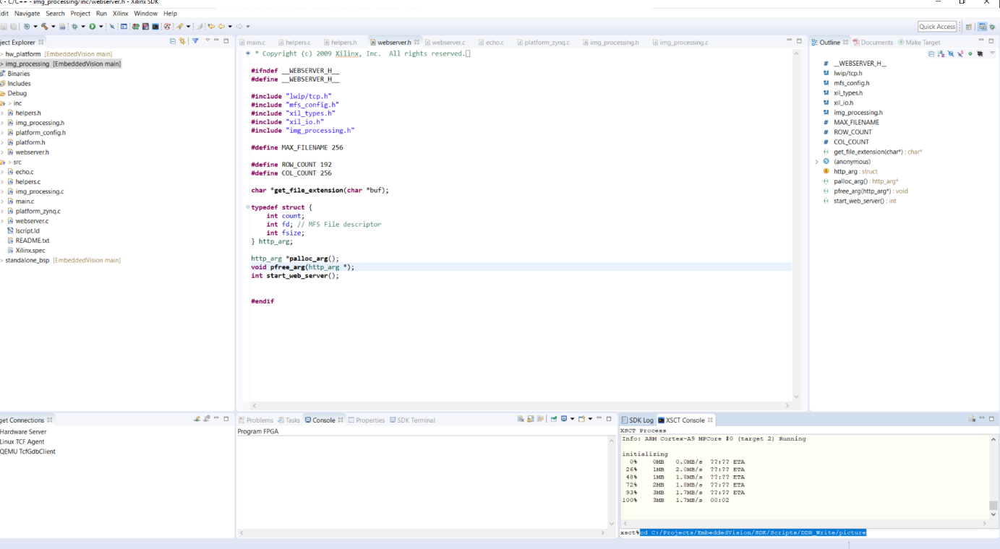 K - C/C++ - img_processing/inc/webserver.h - Xilinx SDK
Edit Navigate Search Project Run Xilinx Window Help
Quick Access
ject Explorer
hw_platform [EmbeddedVision main]
img_processing [EmbeddedVision main]
Binaries
Includes
Debug
> inc
helpers.h
img_processing.h
platform_config.h
platform.h
webserver.h
> src
echo.c
helpers.c
img_processing.c
main.c
platform_zynq.c
webserver.c
lscript.ld
README.txt
Xilinx.spec
standalone_bsp [EmbeddedVision main]
main.c helpers.c helpers.h webserver.h webserver.c echo.c platform_zynq.c img_processing.h img_processing.c
* Copyright (c) 2009 Xilinx, Inc.  All rights reserved.
#ifndef __WEBSERVER_H__
#define __WEBSERVER_H__
#include "lwip/tcp.h"
#include "mfs_config.h"
#include "xil_types.h"
#include "xil_io.h"
#include "img_processing.h"
#define MAX_FILENAME 256
#define ROW_COUNT 192
#define COL_COUNT 256
char *get_file_extension(char *buf);
typedef struct {
int count;
int fd; // MFS File descriptor
int fsize;
} http_arg;
http_arg *palloc_arg();
void pfree_arg(http_arg *);
int start_web_server();
#endif
Outline Documents Make Target
__WEBSERVER_H__
lwip/tcp.h
mfs_config.h
xil_types.h
xil_io.h
img_processing.h
MAX_FILENAME
ROW_COUNT
COL_COUNT
get_file_extension(char*) : char*
(anonymous)
http_arg : struct
palloc_arg() : http_arg*
pfree_arg(http_arg*) : void
start_web_server() : int
get Connections
Hardware Server
Linux TCF Agent
QEMU TcfGdbClient
Problems Tasks Console Properties SDK Terminal
Program FPGA
SDK Log XSCT Console
XSCT Process
Info: ARM Cortex-A9 MPCore #0 (target 2) Running
initializing
0% 0MB 0.0MB/s ??:?? ETA
26% 1MB 2.0MB/s ??:?? ETA
48% 1MB 1.8MB/s ??:?? ETA
72% 2MB 1.8MB/s ??:?? ETA
93% 3MB 1.7MB/s ??:?? ETA
100% 3MB 1.7MB/s 00:02
xsct% cd C:/Projects/EmbeddedVision/SDK/Scripts/DDR_Write/picture